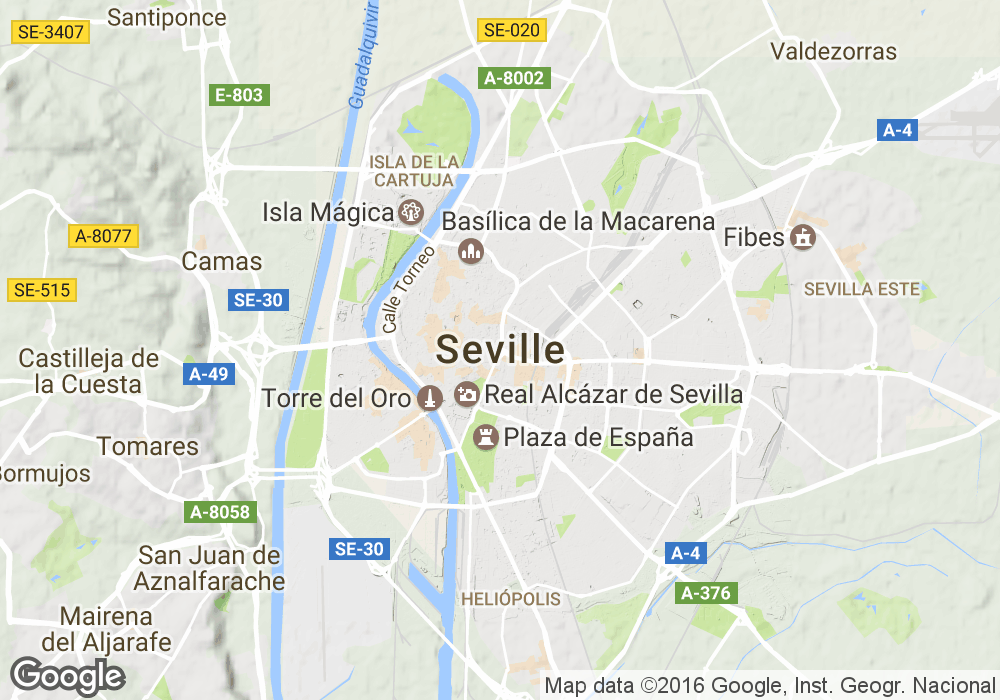 Santiponce
SE-3407
SE-020
Valdezorras
Guadalquivir
A-8002
E-803
A-4
ISLA DE LA
CARTUJA
Isla Mágica
Basílica de la Macarena
Fibes
A-8077
Camas
Calle Torneo
SE-515
SE-30
SEVILLA ESTE
Seville
Castilleja de
la Cuesta
A-49
Torre del Oro
Real Alcázar de Sevilla
Tomares
Plaza de España
Bormujos
A-8058
San Juan de
Aznalfarache
SE-30
A-4
HELIÓPOLIS
A-376
Mairena
del Aljarafe
Google
Map data ©2016 Google, Inst. Geogr. Nacional